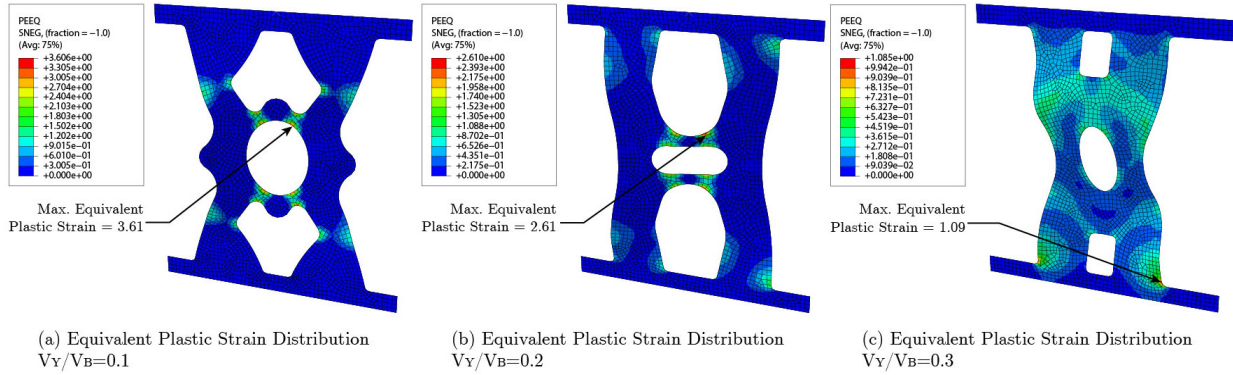 PEEQ
SNEG, (fraction = −1.0)
(Avg: 75%)
+3.606e+00
+3.305e+00
+3.005e+00
+2.704e+00
+2.404e+00
+2.103e+00
+1.803e+00
+1.502e+00
+1.202e+00
+9.015e−01
+6.010e−01
+3.005e−01
+0.000e+00
Max. Equivalent
Plastic Strain = 3.61
(a) Equivalent Plastic Strain Distribution
VY/VB=0.1
PEEQ
SNEG, (fraction = −1.0)
(Avg: 75%)
+2.610e+00
+2.393e+00
+2.175e+00
+1.958e+00
+1.740e+00
+1.523e+00
+1.305e+00
+1.088e+00
+8.702e−01
+6.526e−01
+4.351e−01
+2.175e−01
+0.000e+00
Max. Equivalent
Plastic Strain = 2.61
(b) Equivalent Plastic Strain Distribution
VY/VB=0.2
PEEQ
SNEG, (fraction = −1.0)
(Avg: 75%)
+1.085e+00
+9.942e−01
+9.039e−01
+8.135e−01
+7.231e−01
+6.327e−01
+5.423e−01
+4.519e−01
+3.615e−01
+2.712e−01
+1.808e−01
+9.039e−02
+0.000e+00
Max. Equivalent
Plastic Strain = 1.09
(c) Equivalent Plastic Strain Distribution
VY/VB=0.3